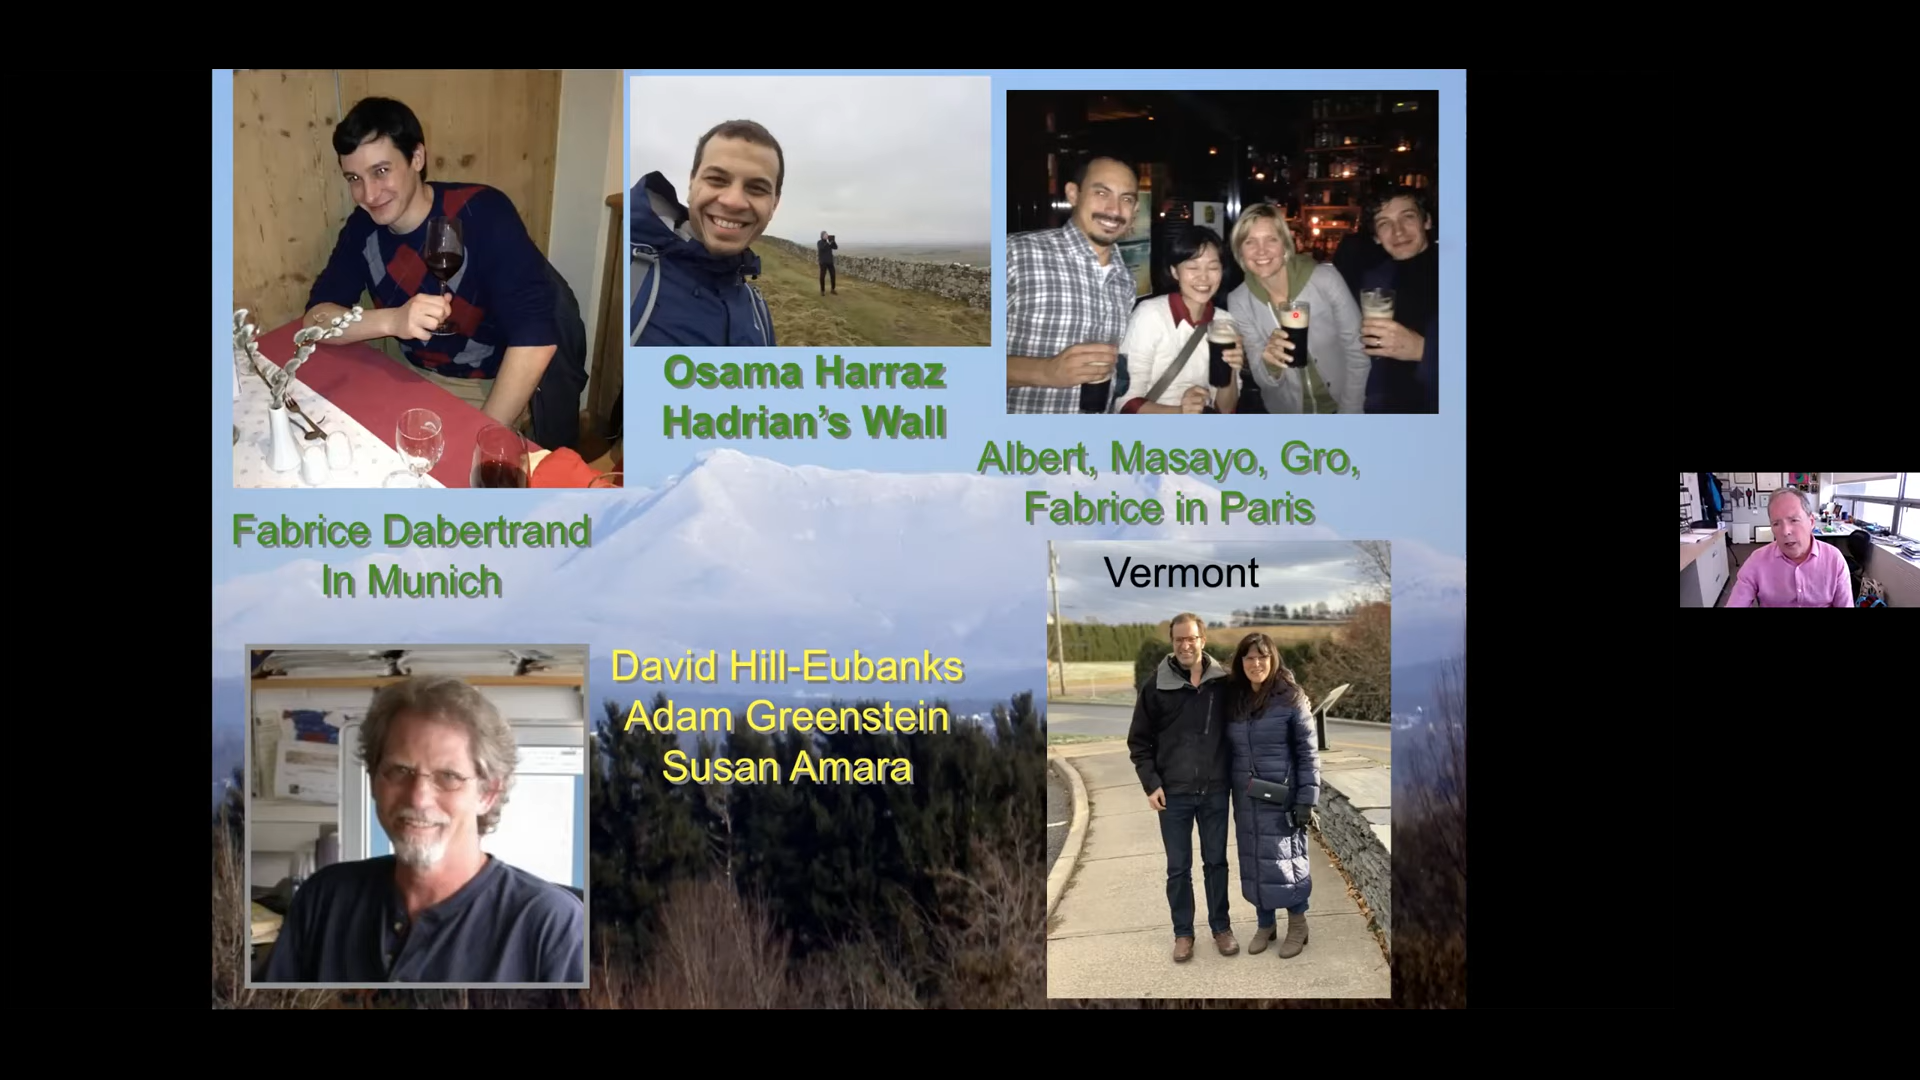 Osama Harraz
Hadrian's Wall
Albert, Masayo, Gro,
Fabrice in Paris
Fabrice Dabertrand
In Munich
Vermont
David Hill-Eubanks
Adam Greenstein
Susan Amara